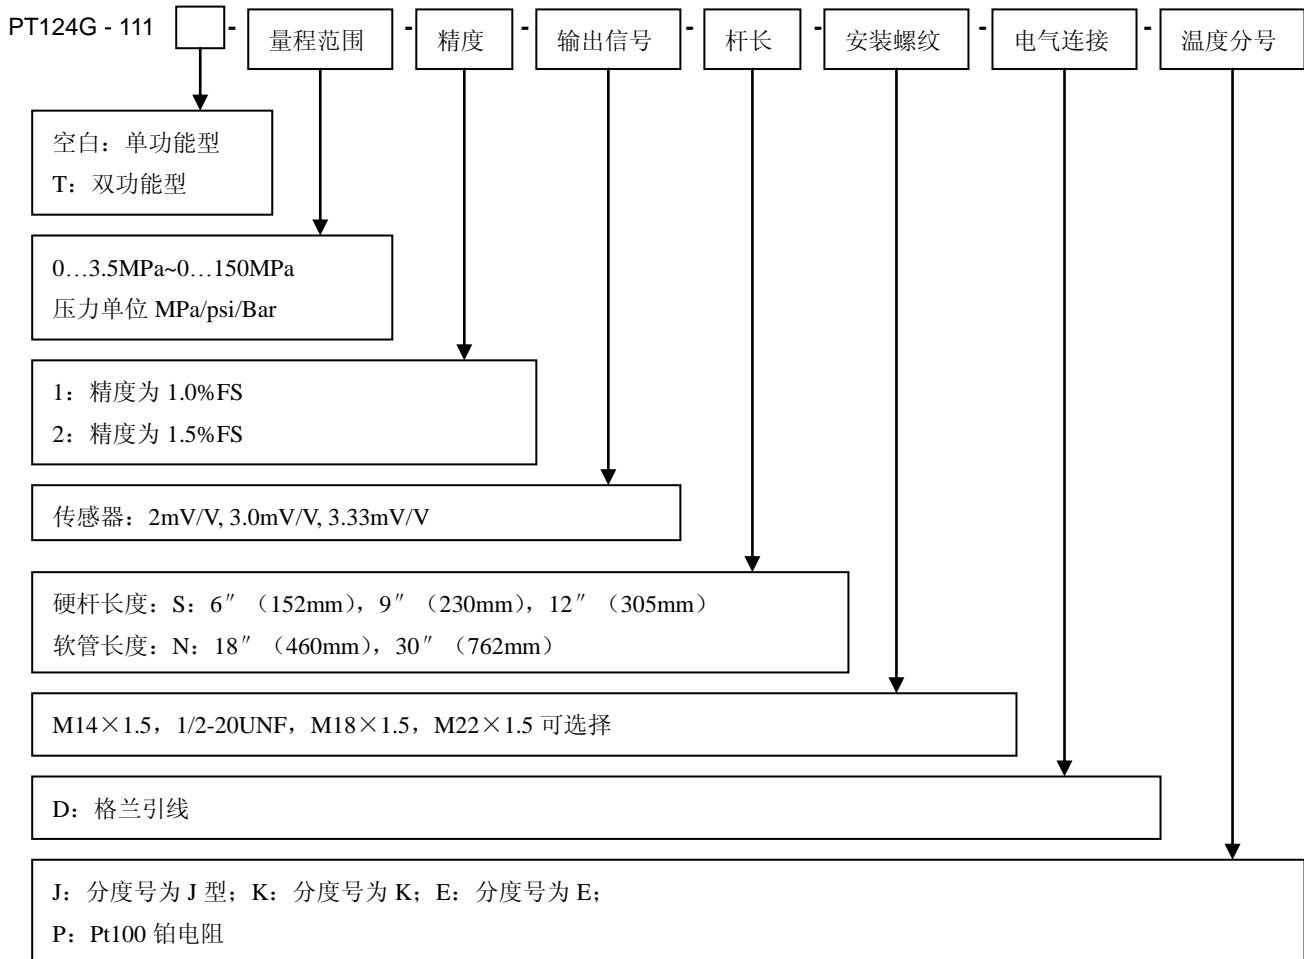 PT124G - 111 - 量程范围 - 精度 - 输出信号 - 杆长 - 安装螺纹 - 电气连接 - 温度分号
空白：单功能型
T：双功能型
0…3.5MPa~0…150MPa
压力单位 MPa/psi/Bar
1：精度为 1.0%FS
2：精度为 1.5%FS
传感器：2mV/V, 3.0mV/V, 3.33mV/V
硬杆长度：S：6″（152mm），9″（230mm），12″（305mm）
软管长度：N：18″（460mm），30″（762mm）
M14×1.5，1/2-20UNF，M18×1.5，M22×1.5 可选择
D：格兰引线
J：分度号为 J 型；K：分度号为 K；E：分度号为 E；
P：Pt100 铂电阻